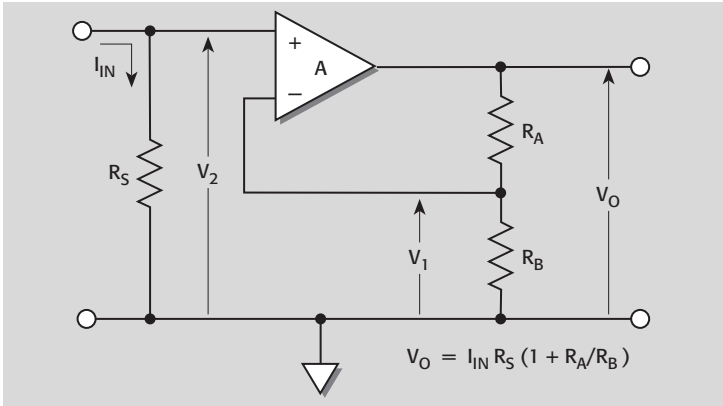 +
A
−
I_IN
R_S
V_2
R_A
V_O
V_1
R_B
V_O = I_IN R_S (1 + R_A/R_B)